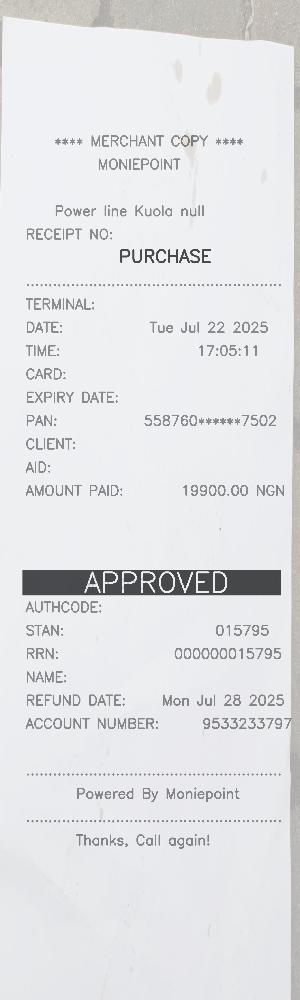 **** MERCHANT COPY ****
MONIEPOINT
Power line Kuola null
RECEIPT NO:
PURCHASE
TERMINAL:
DATE: Tue Jul 22 2025
TIME: 17:05:11
CARD:
EXPIRY DATE:
PAN: 558760******7502
CLIENT:
AID:
AMOUNT PAID: 19900.00 NGN
APPROVED
AUTHCODE:
STAN: 015795
RRN: 000000015795
NAME:
REFUND DATE: Mon Jul 28 2025
ACCOUNT NUMBER: 9533233797
Powered By Moniepoint
Thanks, Call again!